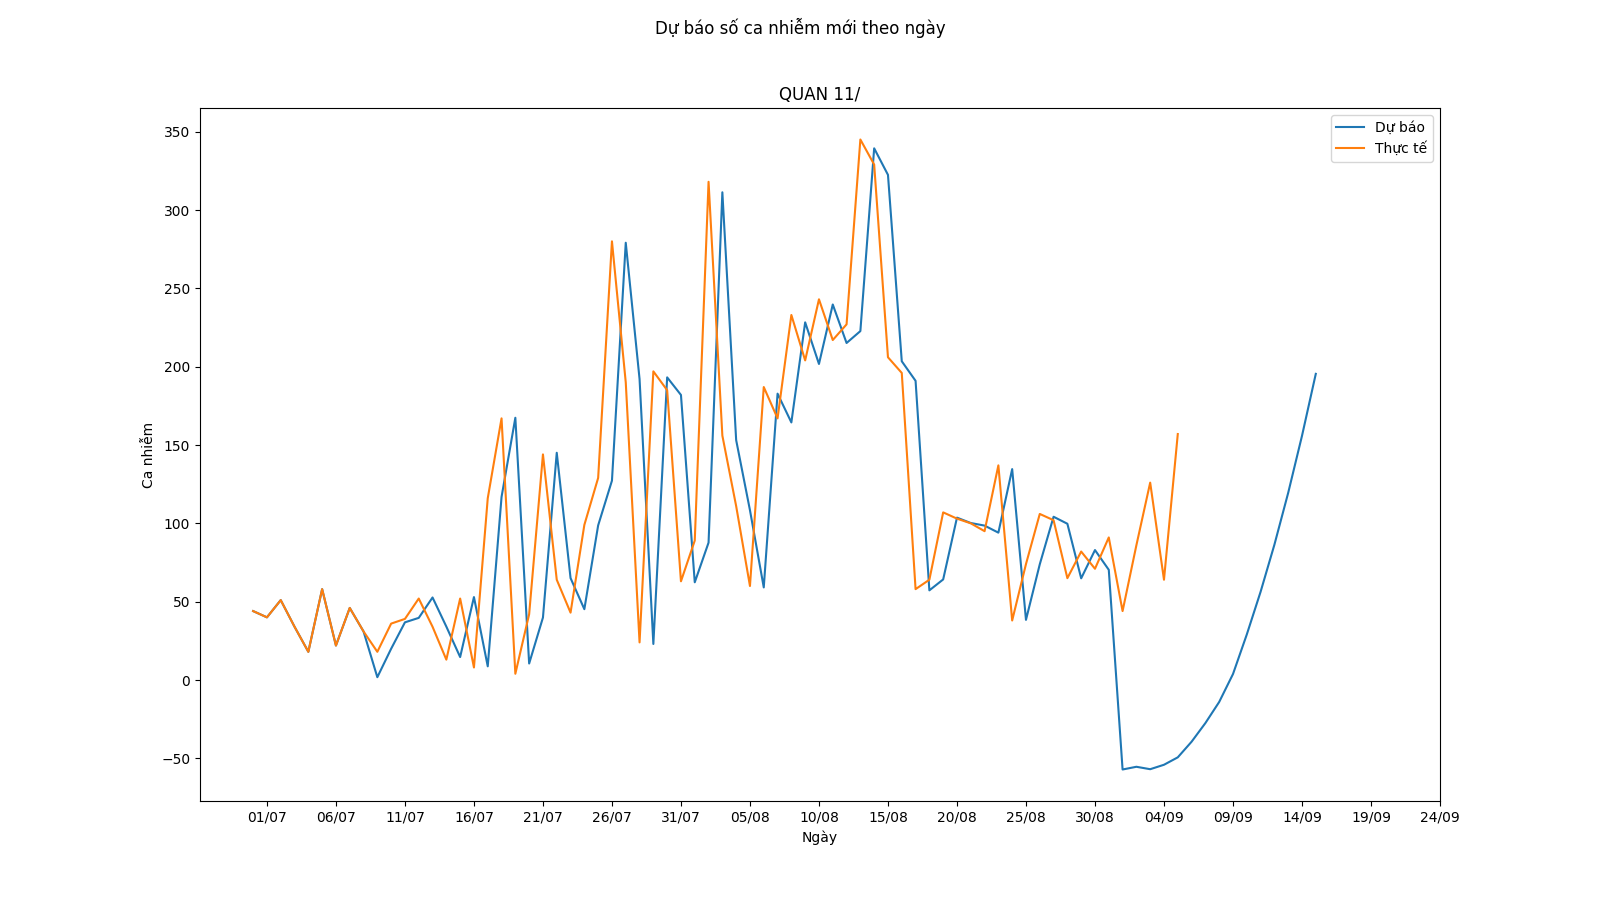 Dự báo số ca nhiễm mới theo ngày
QUAN 11/
Dự báo
Thực tế
350
300
250
200
150
100
50
0
−50
Ca nhiễm
01/07 06/07 11/07 16/07 21/07 26/07 31/07 05/08 10/08 15/08 20/08 25/08 30/08 04/09 09/09 14/09 19/09 24/09
Ngày